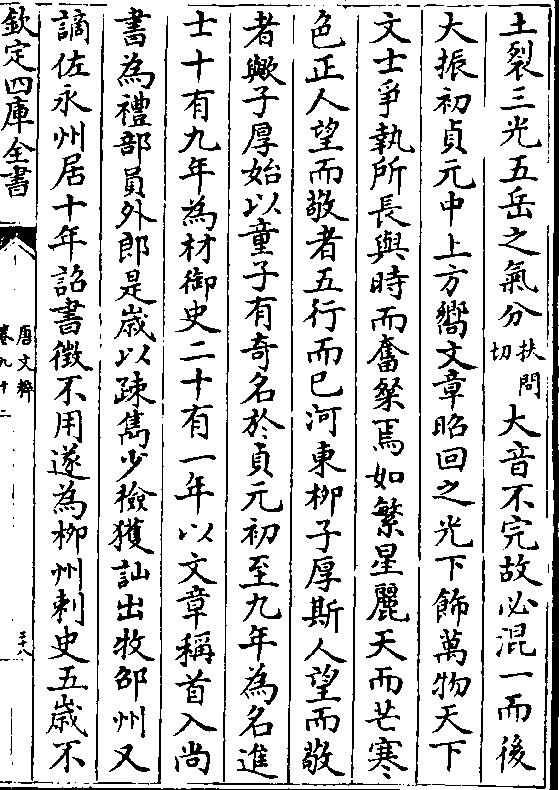 土裂三光五岳之氣分扶問切大音不完故必混一而後
大振初貞元中上方嚮文章昭回之光下飾萬物天下
文士爭執所長與時而奮粲焉如繁星麗天而芒寒
色正人望而敬者五行而已河東柳子厚斯人望而敬
者歟子厚始以童子有奇名於貞元初至九年為名進
士十有九年為材御史二十有一年以文章稱首入尚
書為禮部員外郎是嵗以疎雋少檢獲訕出牧邵州又
謫佐永州居十年詔書徵不用遂為栁州刺史五嵗不
欽定四庫全書
唐文粹
卷九十二
三十八